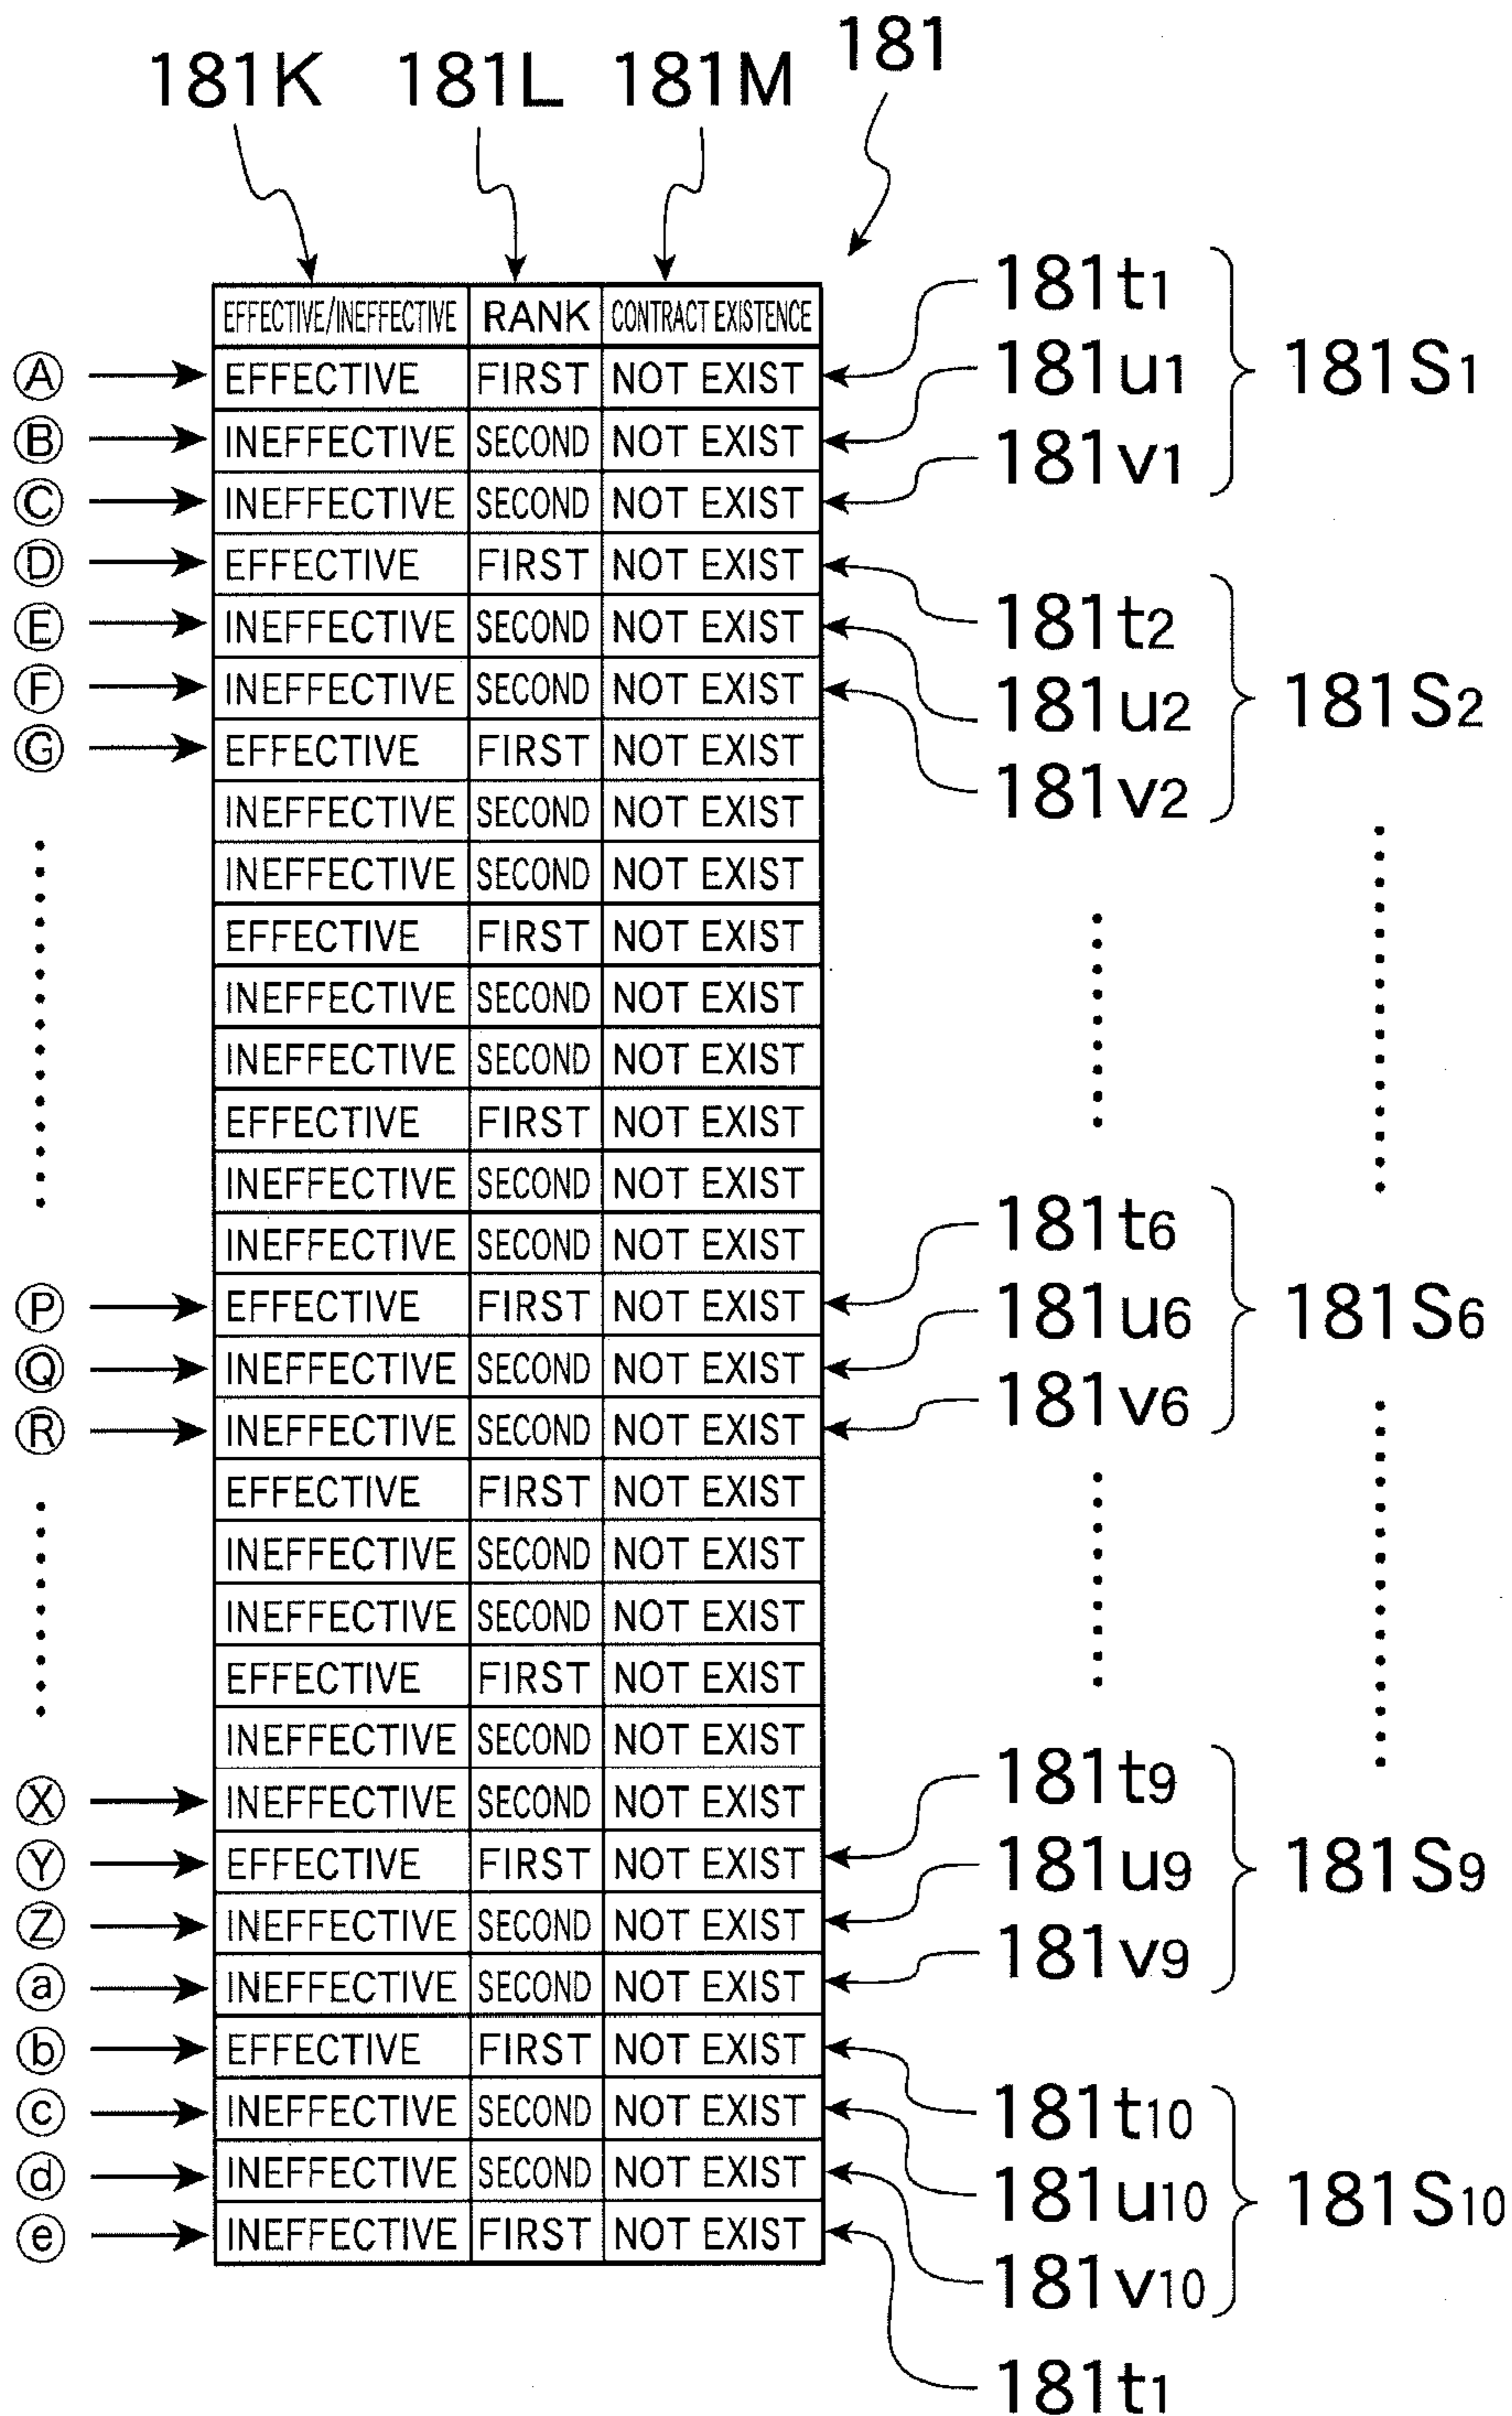 181
181K 181L 181M
EFFECTIVE/INEFFECTIVE RANK CONTRACT EXISTENCE
181t1
A EFFECTIVE FIRST NOT EXIST 181u1 181S1
B INEFFECTIVE SECOND NOT EXIST 181v1
C INEFFECTIVE SECOND NOT EXIST
D EFFECTIVE FIRST NOT EXIST
E INEFFECTIVE SECOND NOT EXIST 181t2
F INEFFECTIVE SECOND NOT EXIST 181u2 181S2
G EFFECTIVE FIRST NOT EXIST 181v2
INEFFECTIVE SECOND NOT EXIST
INEFFECTIVE SECOND NOT EXIST
EFFECTIVE FIRST NOT EXIST
INEFFECTIVE SECOND NOT EXIST
INEFFECTIVE SECOND NOT EXIST
EFFECTIVE FIRST NOT EXIST
INEFFECTIVE SECOND NOT EXIST
INEFFECTIVE SECOND NOT EXIST 181t6
P EFFECTIVE FIRST NOT EXIST 181u6 181S6
Q INEFFECTIVE SECOND NOT EXIST 181v6
R INEFFECTIVE SECOND NOT EXIST
EFFECTIVE FIRST NOT EXIST
INEFFECTIVE SECOND NOT EXIST
INEFFECTIVE SECOND NOT EXIST
EFFECTIVE FIRST NOT EXIST
INEFFECTIVE SECOND NOT EXIST
X INEFFECTIVE SECOND NOT EXIST 181t9
Y EFFECTIVE FIRST NOT EXIST 181u9 181S9
Z INEFFECTIVE SECOND NOT EXIST 181v9
a INEFFECTIVE SECOND NOT EXIST
b EFFECTIVE FIRST NOT EXIST
c INEFFECTIVE SECOND NOT EXIST 181t10
d INEFFECTIVE SECOND NOT EXIST 181u10 181S10
e INEFFECTIVE FIRST NOT EXIST 181v10
181t1